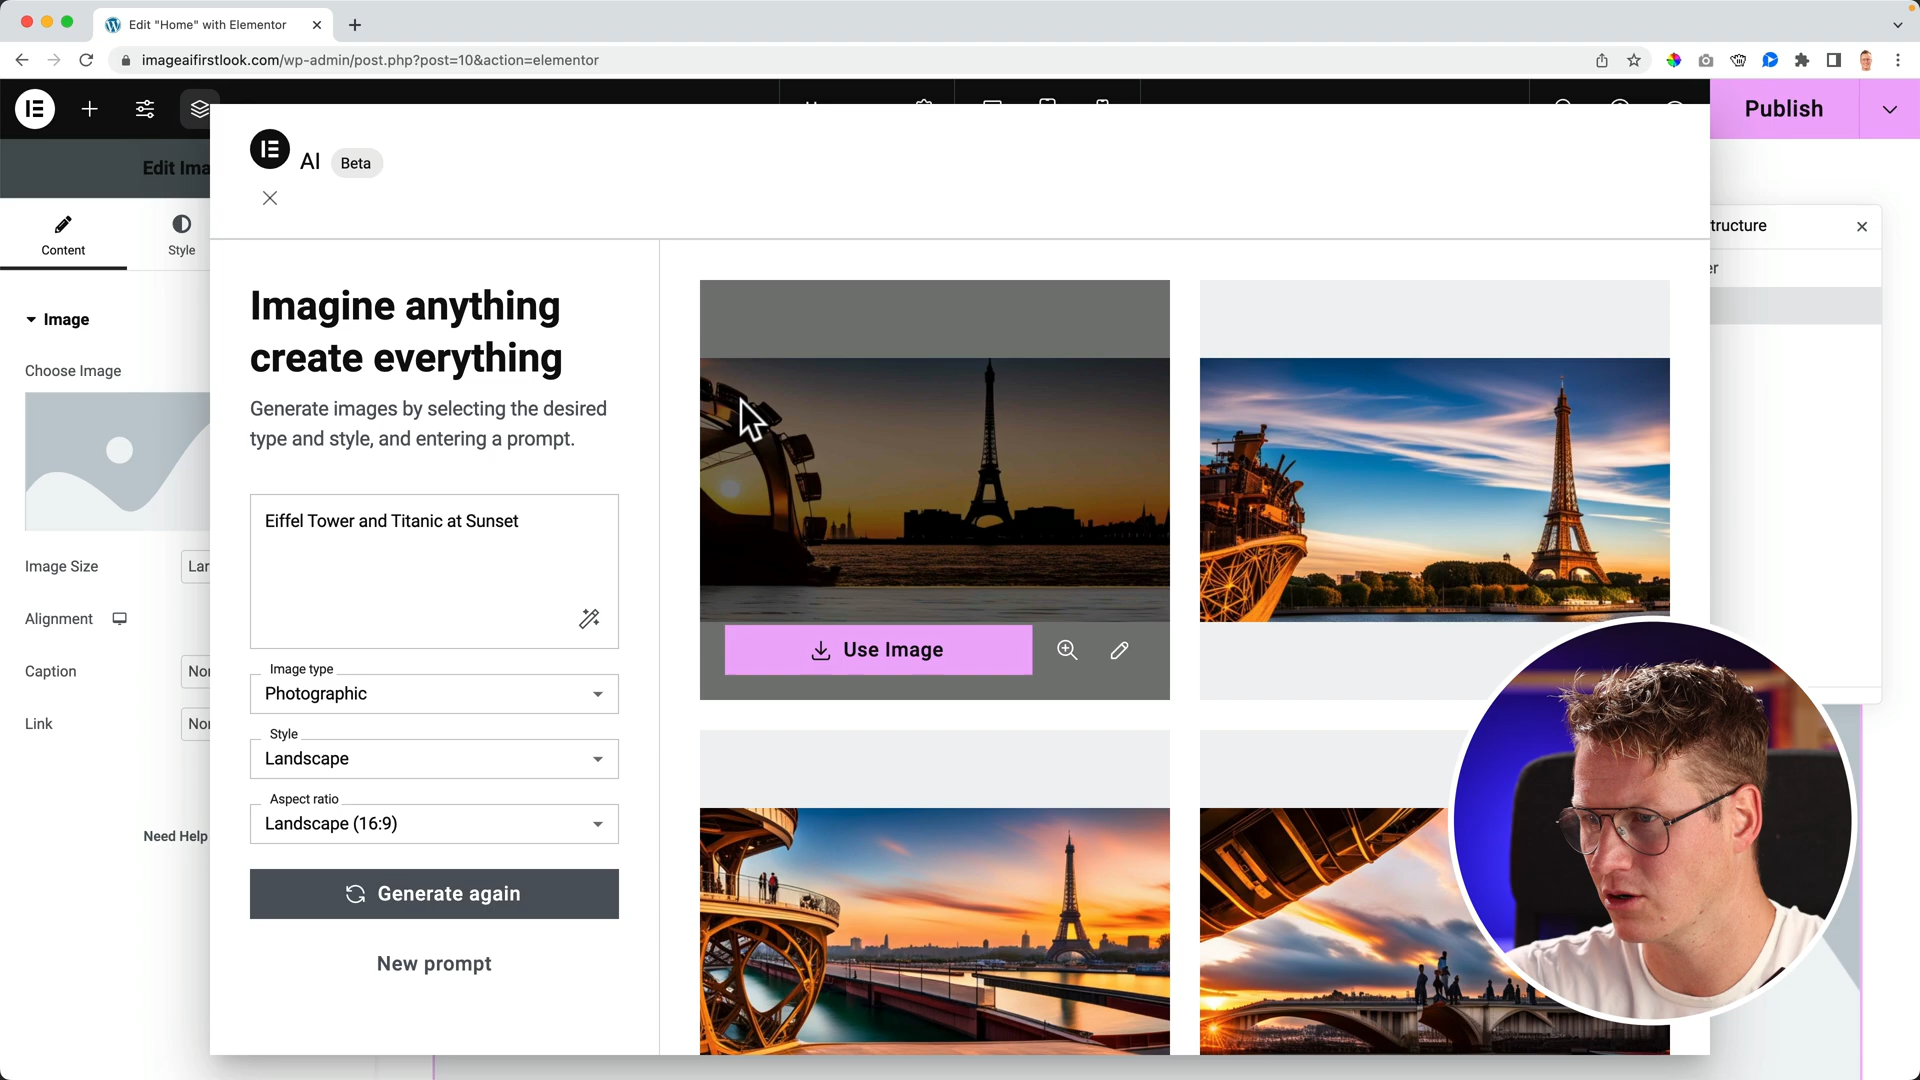 Edit "Home" with Elementor
imageaifirstlook.com/wp-admin/post.php?post=10&action=elementor
Publish
Edit Ima
AI
Beta
Content
Style
tructure
er
Image
Choose Image
Image Size
Lar
Alignment
Caption
Nor
Link
Nor
Need Help
Imagine anything
create everything
Generate images by selecting the desired
type and style, and entering a prompt.
Eiffel Tower and Titanic at Sunset
Image type
Photographic
Style
Landscape
Aspect ratio
Landscape (16:9)
Generate again
New prompt
Use Image